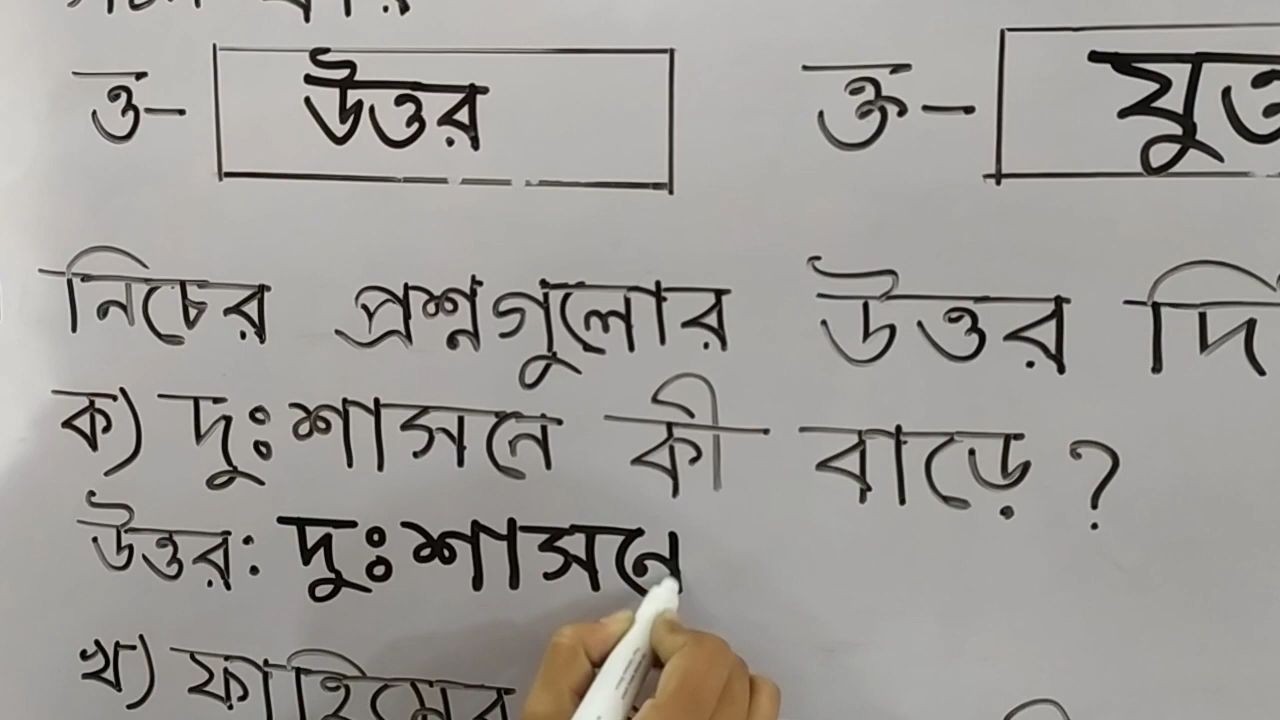 ত্ত- উত্তর ক্ত-
নিচের প্রশ্নগুলোর উত্তর
ক) দুঃশাসনে কী বাড়ে?
উত্তর: দুঃশাসনে
খ) ফাহিমের